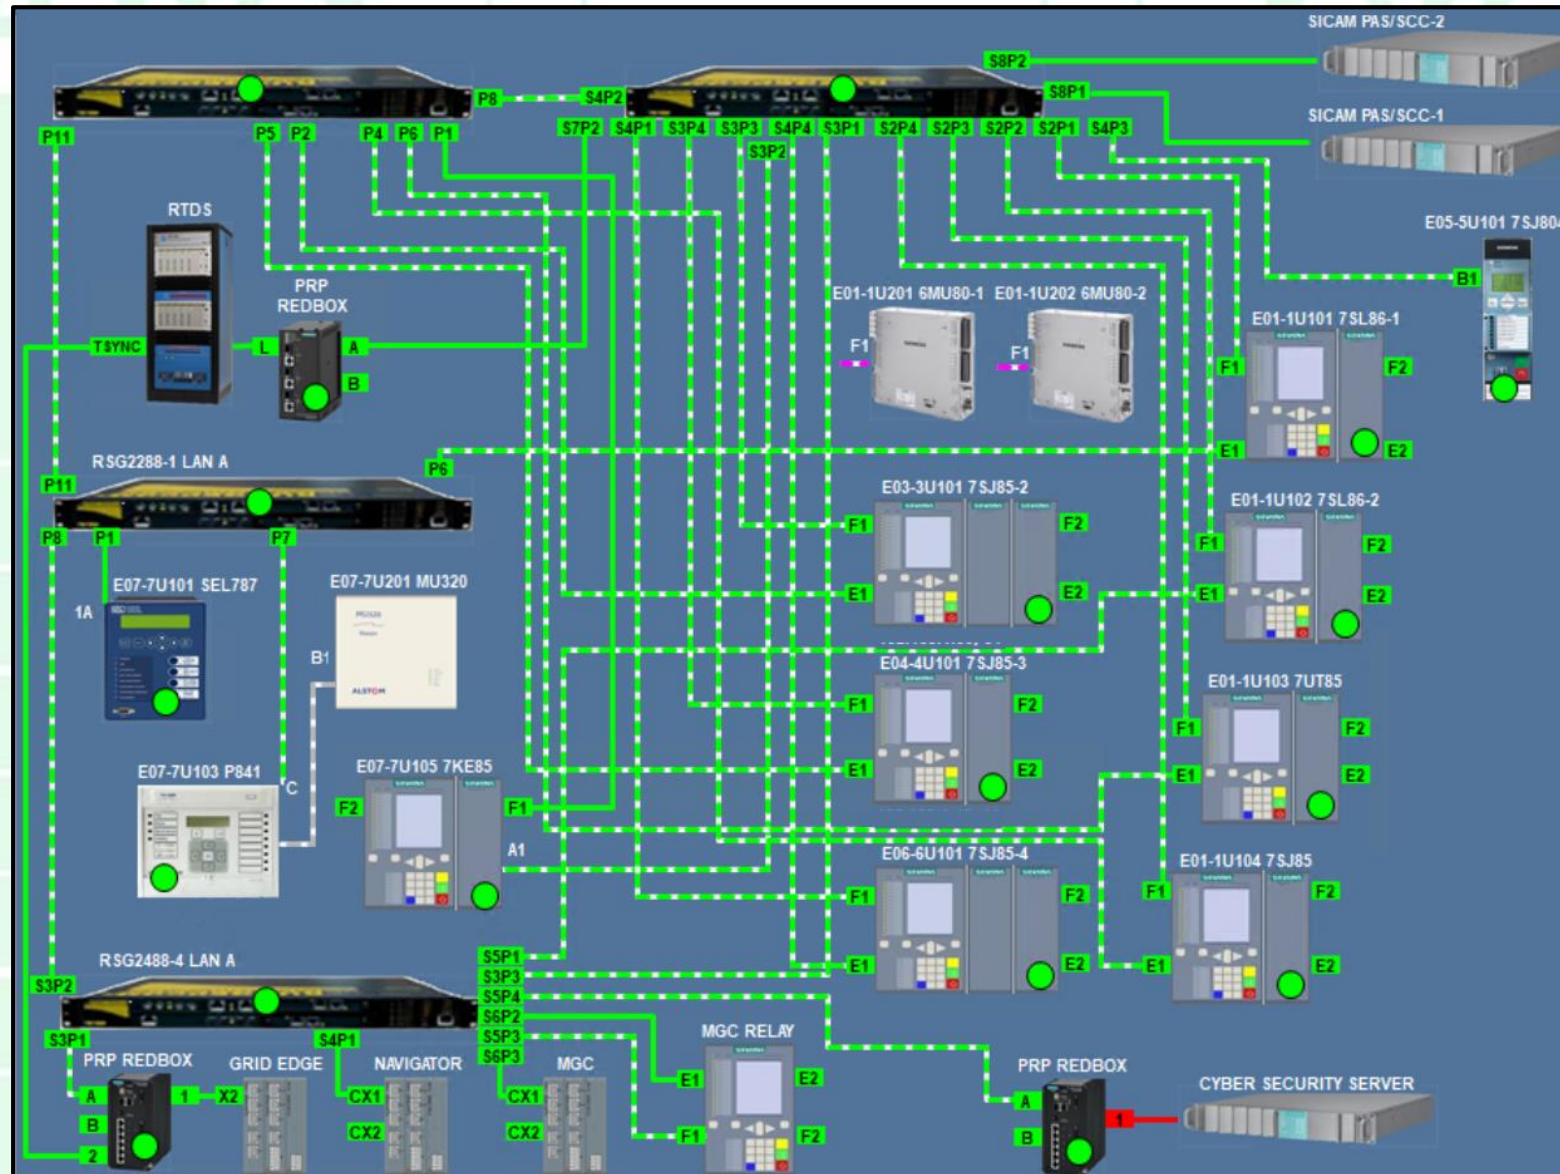 SICAM PAS/SCC-2
S8P2
P8
S4P2
S8P1
SICAM PAS/SCC-1
P11
P5
P2
P4
P6
P1
S7P2
S4P1
S3P4
S3P3
S4P4
S3P1
S2P4
S2P3
S2P2
S2P1
S4P3
S3P2
RTDS
E05-5U101 7SJ80
PRP
REDBOX
E01-1U201 6MU80-1
E01-1U202 6MU80-2
B1
E01-1U101 7SL86-1
TSYNC
L
A
F1
F1
B
F1
F2
RSG2288-1 LAN A
P6
E1
E2
P11
E03-3U101 7SJ85-2
E01-1U102 7SL86-2
F1
F2
P8
P1
P7
F1
F2
E07-7U101 SEL787
E07-7U201 MU320
1A
MU320
E1
E2
E1
E2
B1
E04-4U101 7SJ85-3
E01-1U103 7UT85
ALSTOM
F1
F2
F1
F2
E07-7U103 P841
E07-7U105 7KE85
C
E1
E2
E1
E2
F2
F1
A1
E06-6U101 7SJ85-4
E01-1U104 7SJ85
F1
F2
F1
F2
RSG2488-4 LAN A
S5P1
E1
E2
E1
E2
S3P3
S3P2
S5P4
S6P2
S3P1
S4P1
S5P3
MGC RELAY
S6P3
PRP REDBOX
GRID EDGE
NAVIGATOR
MGC
PRP REDBOX
CYBER SECURITY SERVER
E1
E2
A
1
X2
CX1
CX1
A
1
B
CX2
CX2
F1
F2
B
2